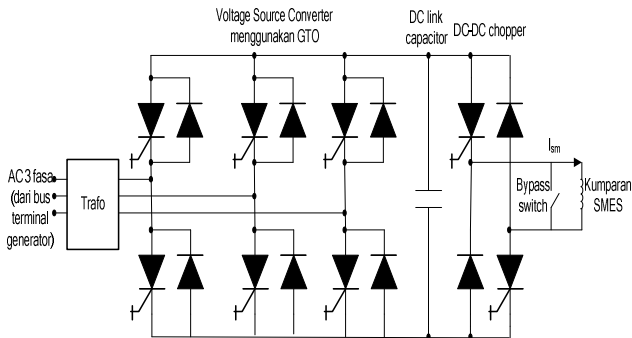 Voltage Source Converter
menggunakan GTO
DC link
capacitor
DC-DC chopper
AC 3 fasa
(dari bus
terminal
generator)
Trafo
Ism
Bypass
switch
Kumparan
SMES